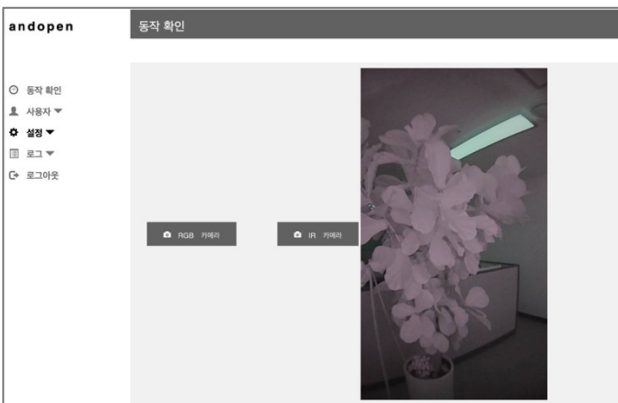 andopen
동작 확인
동작 확인
사용자
설정
로그
로그아웃
RGB 카메라
IR 카메라